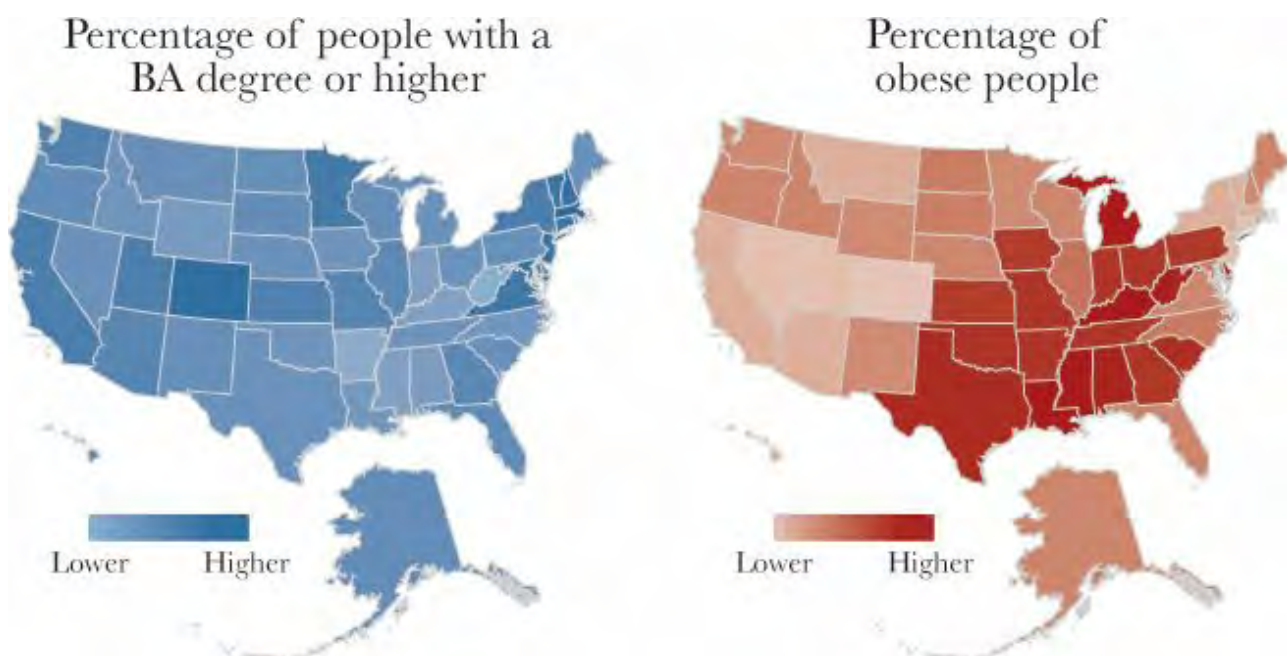 Percentage of people with a
BA degree or higher
Percentage of
obese people
Lower Higher
Lower Higher